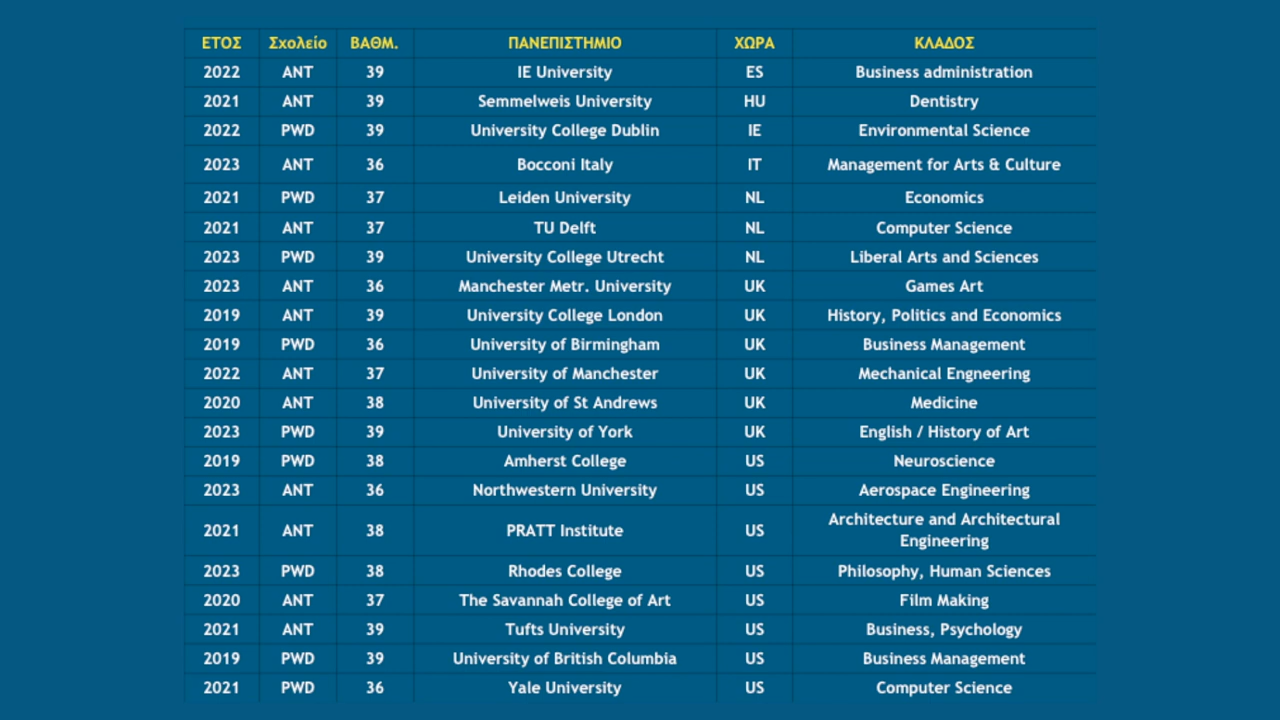 ΕΤΟΣ Σχολείο ΒΑΘΜ. ΠΑΝΕΠΙΣΤΗΜΙΟ ΧΩΡΑ ΚΛΑΔΟΣ
2022 ANT 39 IE University ES Business administration
2021 ANT 39 Semmelweis University HU Dentistry
2022 PWD 39 University College Dublin IE Environmental Science
2023 ANT 36 Bocconi Italy IT Management for Arts & Culture
2021 PWD 37 Leiden University NL Economics
2021 ANT 37 TU Delft NL Computer Science
2023 PWD 39 University College Utrecht NL Liberal Arts and Sciences
2023 ANT 36 Manchester Metr. University UK Games Art
2019 ANT 39 University College London UK History, Politics and Economics
2019 PWD 36 University of Birmingham UK Business Management
2022 ANT 37 University of Manchester UK Mechanical Engneering
2020 ANT 38 University of St Andrews UK Medicine
2023 PWD 39 University of York UK English / History of Art
2019 PWD 38 Amherst College US Neuroscience
2023 ANT 36 Northwestern University US Aerospace Engineering
2021 ANT 38 PRATT Institute US Architecture and Architectural
Engineering
2023 PWD 38 Rhodes College US Philosophy, Human Sciences
2020 ANT 37 The Savannah College of Art US Film Making
2021 ANT 39 Tufts University US Business, Psychology
2019 PWD 39 University of British Columbia US Business Management
2021 PWD 36 Yale University US Computer Science